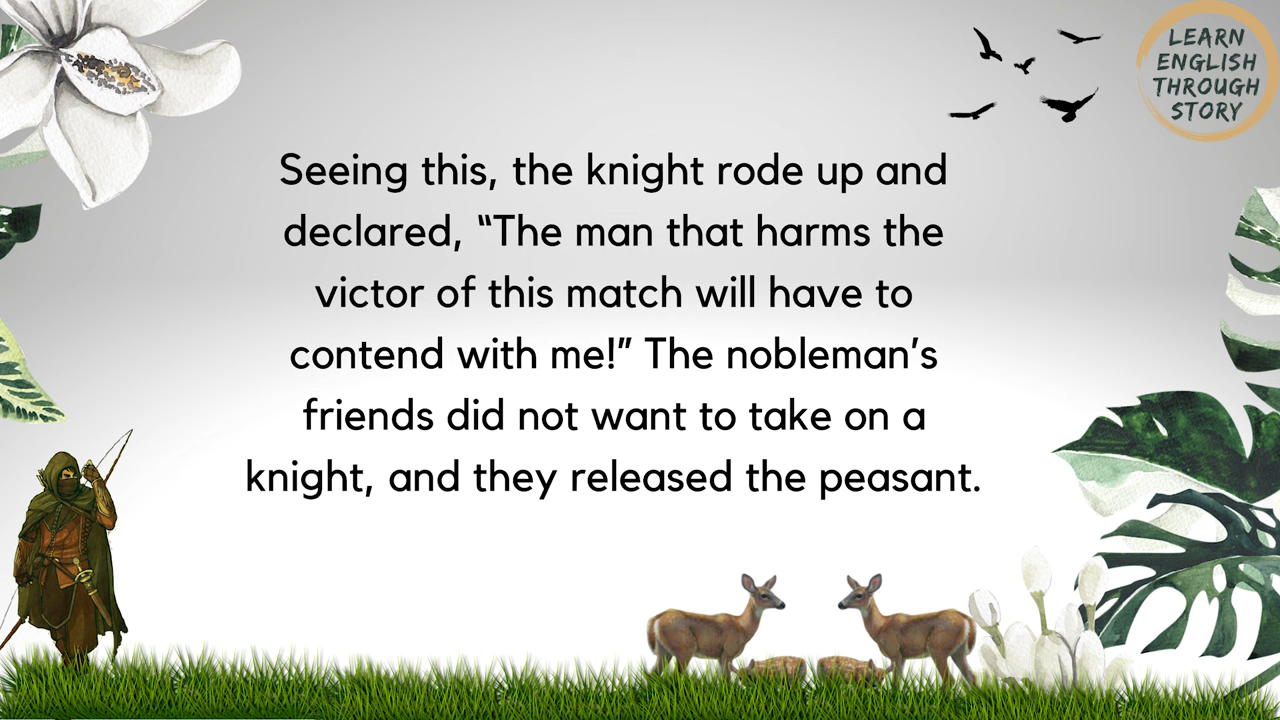 LEARN
ENGLISH
THROUGH
STORY
Seeing this, the knight rode up and
declared, “The man that harms the
victor of this match will have to
contend with me!” The nobleman’s
friends did not want to take on a
knight, and they released the peasant.